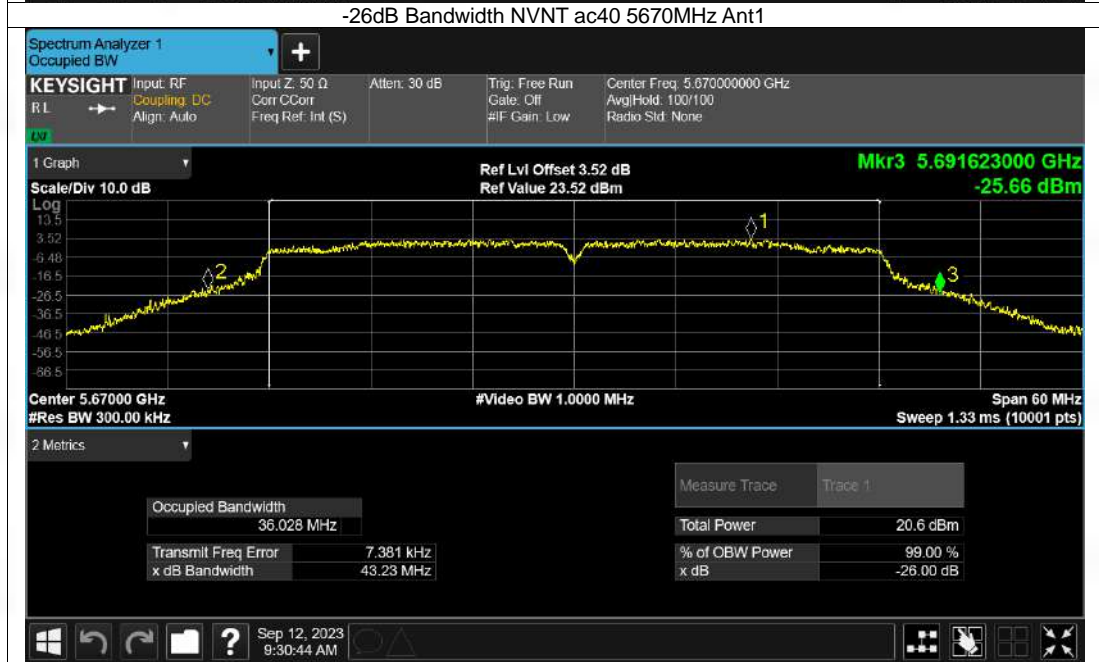 -26dB Bandwidth NVNT ac40 5670MHz Ant1
Spectrum Analyzer 1
Occupied BW
+
KEYSIGHT
R L
LXI
Input: RF
Coupling: DC
Align: Auto
Input Z: 50 Ω
Corr CCorr
Freq Ref: Int (S)
Atten: 30 dB
Trig: Free Run
Gate: Off
#IF Gain: Low
Center Freq: 5.670000000 GHz
Avg|Hold: 100/100
Radio Std: None
1 Graph
Scale/Div 10.0 dB
Ref Lvl Offset 3.52 dB
Ref Value 23.52 dBm
Mkr3 5.691623000 GHz
-25.66 dBm
Log
13.5
3.52
-6.48
-16.5
-26.5
-36.5
-46.5
-56.5
-66.5
1
2
3
Center 5.67000 GHz
#Res BW 300.00 kHz
#Video BW 1.0000 MHz
Span 60 MHz
Sweep 1.33 ms (10001 pts)
2 Metrics
Measure Trace Trace 1
Occupied Bandwidth
36.028 MHz
Total Power 20.6 dBm
Transmit Freq Error 7.381 kHz
% of OBW Power 99.00 %
x dB Bandwidth 43.23 MHz
x dB -26.00 dB
?
Sep 12, 2023
9:30:44 AM